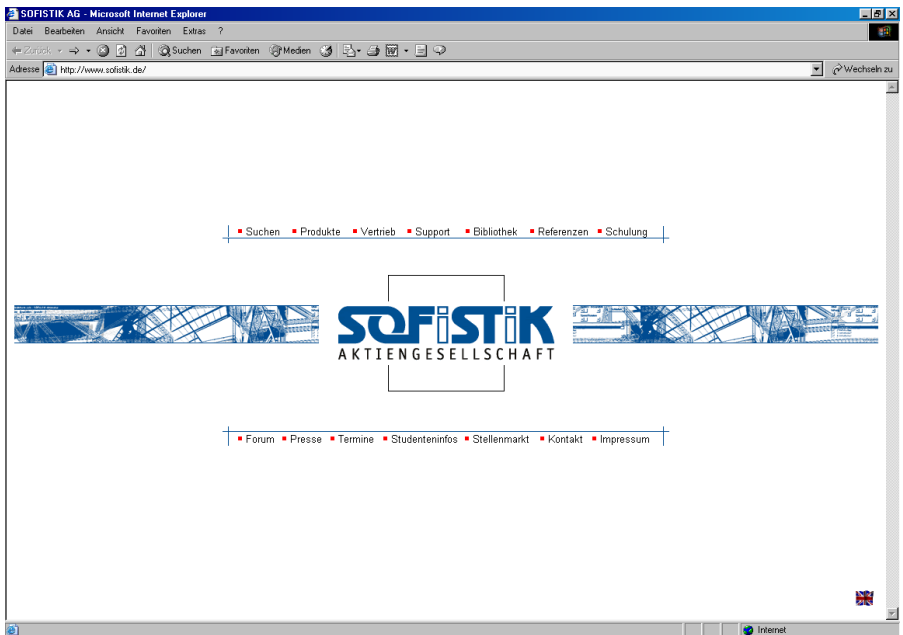 SOFISTIK AG - Microsoft Internet Explorer
Datei Bearbeiten Ansicht Favoriten Extras ?
Zurück Suchen Favoriten Medien
Adresse http://www.sofistik.de/ Wechseln zu
Suchen Produkte Vertrieb Support Bibliothek Referenzen Schulung
SOFiSTiK
AKTIENGESELLSCHAFT
Forum Presse Termine Studenteninfos Stellenmarkt Kontakt Impressum
Internet